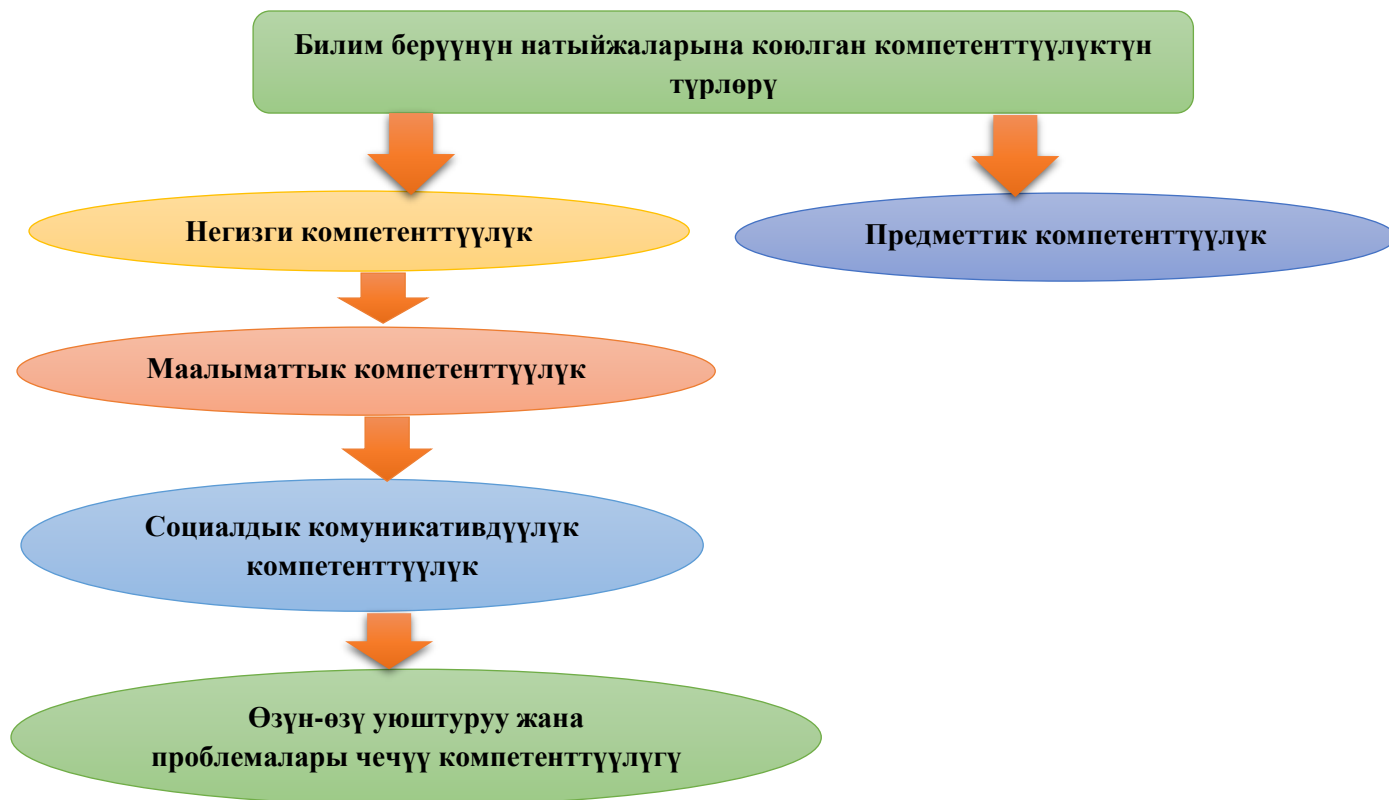 Билим берүүнүн натыйжаларына коюлган компетенттүүлүктүн
түрлөрү
Негизги компетенттүүлүк
Предметтик компетенттүүлүк
Маалыматтык компетенттүүлүк
Социалдык комуникативдүүлүк
компетенттүүлүк
Өзүн-өзү уюштуруу жана
проблемалары чечүү компетенттүүлүгү